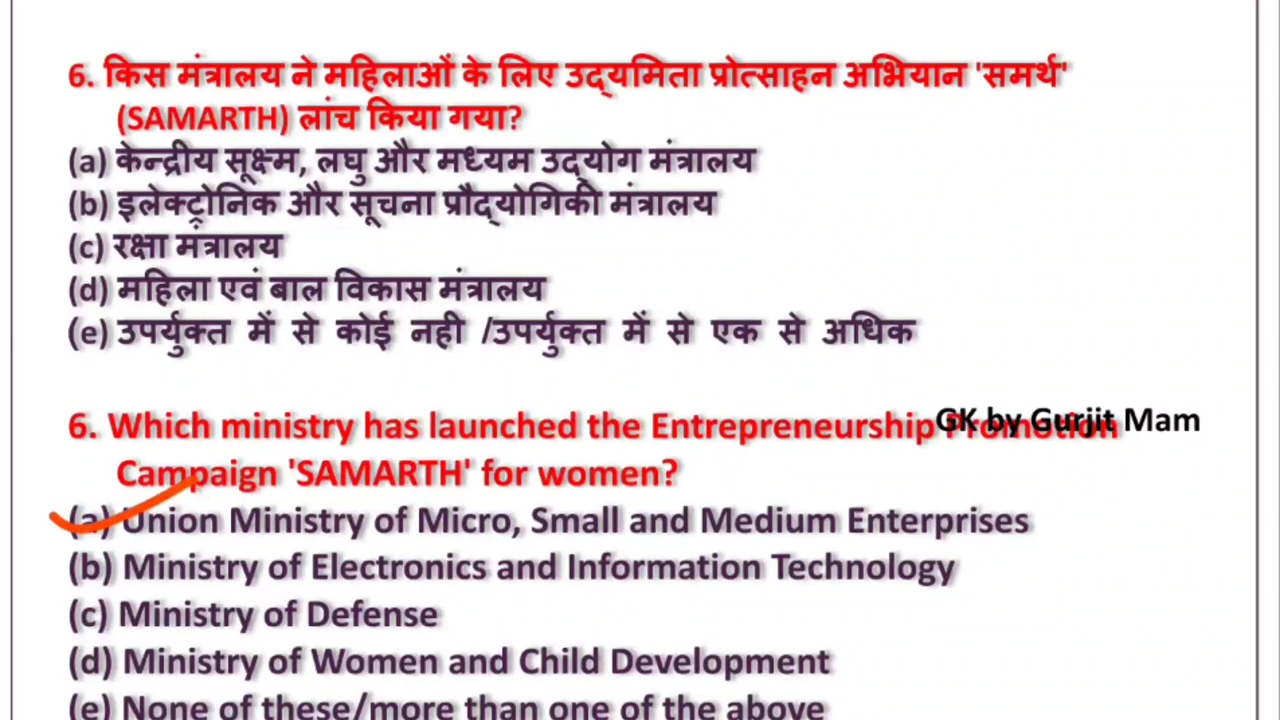 6. किस मंत्रालय ने महिलाओं के लिए उद्यमिता प्रोत्साहन अभियान 'समर्थ'
(SAMARTH) लांच किया गया?
(a) केन्द्रीय सूक्ष्म, लघु और मध्यम उद्योग मंत्रालय
(b) इलेक्ट्रोनिक और सूचना प्रौद्योगिकी मंत्रालय
(c) रक्षा मंत्रालय
(d) महिला एवं बाल विकास मंत्रालय
(e) उपर्युक्त में से कोई नही /उपर्युक्त में से एक से अधिक
6. Which ministry has launched the Entrepreneurship Promotion
GK by Gurjit Mam
Campaign 'SAMARTH' for women?
(a) Union Ministry of Micro, Small and Medium Enterprises
(b) Ministry of Electronics and Information Technology
(c) Ministry of Defense
(d) Ministry of Women and Child Development
(e) None of these/more than one of the above